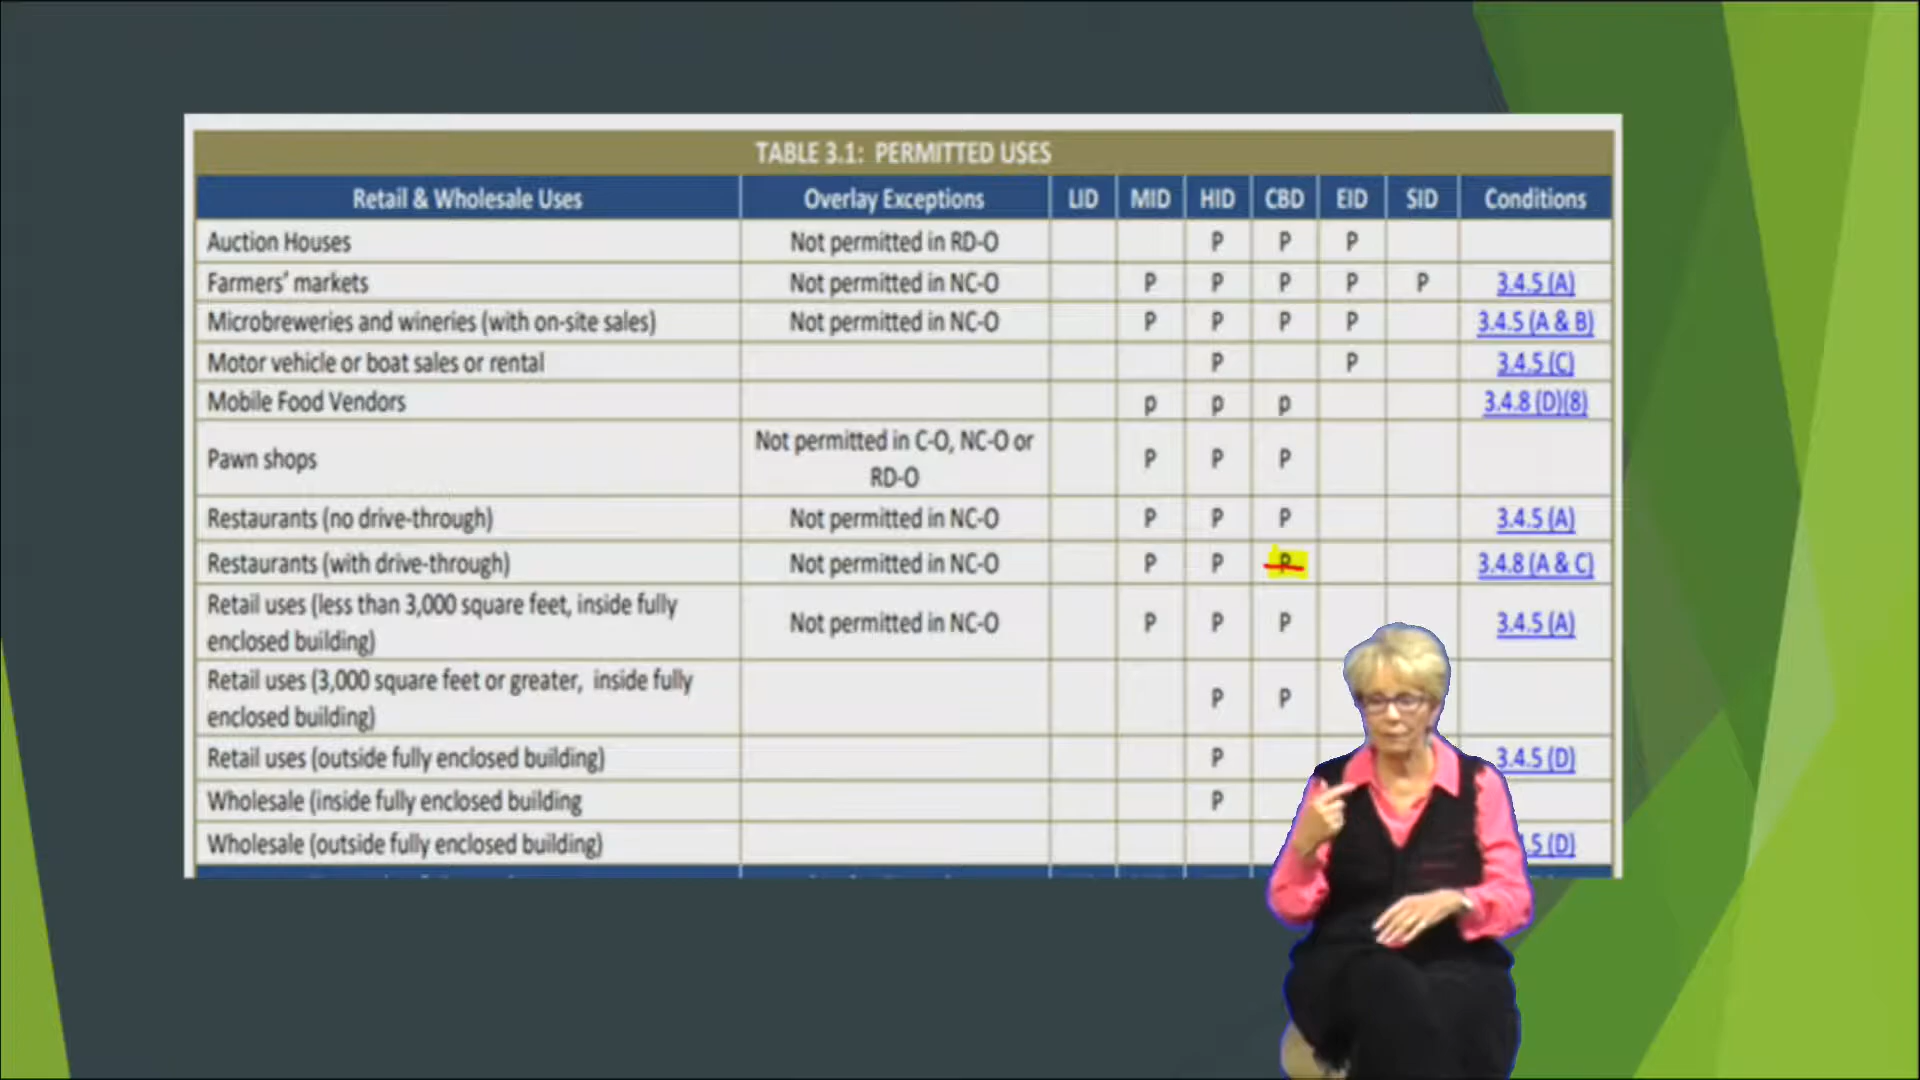 TABLE 3.1: PERMITTED USES
Retail & Wholesale Uses Overlay Exceptions LID MID HID CBD EID SID Conditions
Auction Houses Not permitted in RD-O P P P
Farmers' markets Not permitted in NC-O P P P P P 3.4.5 (A)
Microbreweries and wineries (with on-site sales) Not permitted in NC-O P P P P 3.4.5 (A & B)
Motor vehicle or boat sales or rental P P 3.4.5 (C)
Mobile Food Vendors p p p 3.4.8 (D)(8)
Pawn shops Not permitted in C-O, NC-O or RD-O P P P
Restaurants (no drive-through) Not permitted in NC-O P P P 3.4.5 (A)
Restaurants (with drive-through) Not permitted in NC-O P P P 3.4.8 (A & C)
Retail uses (less than 3,000 square feet, inside fully
enclosed building) Not permitted in NC-O P P P 3.4.5 (A)
Retail uses (3,000 square feet or greater, inside fully
enclosed building) P P
Retail uses (outside fully enclosed building) P 3.4.5 (D)
Wholesale (inside fully enclosed building P
Wholesale (outside fully enclosed building) .5 (D)